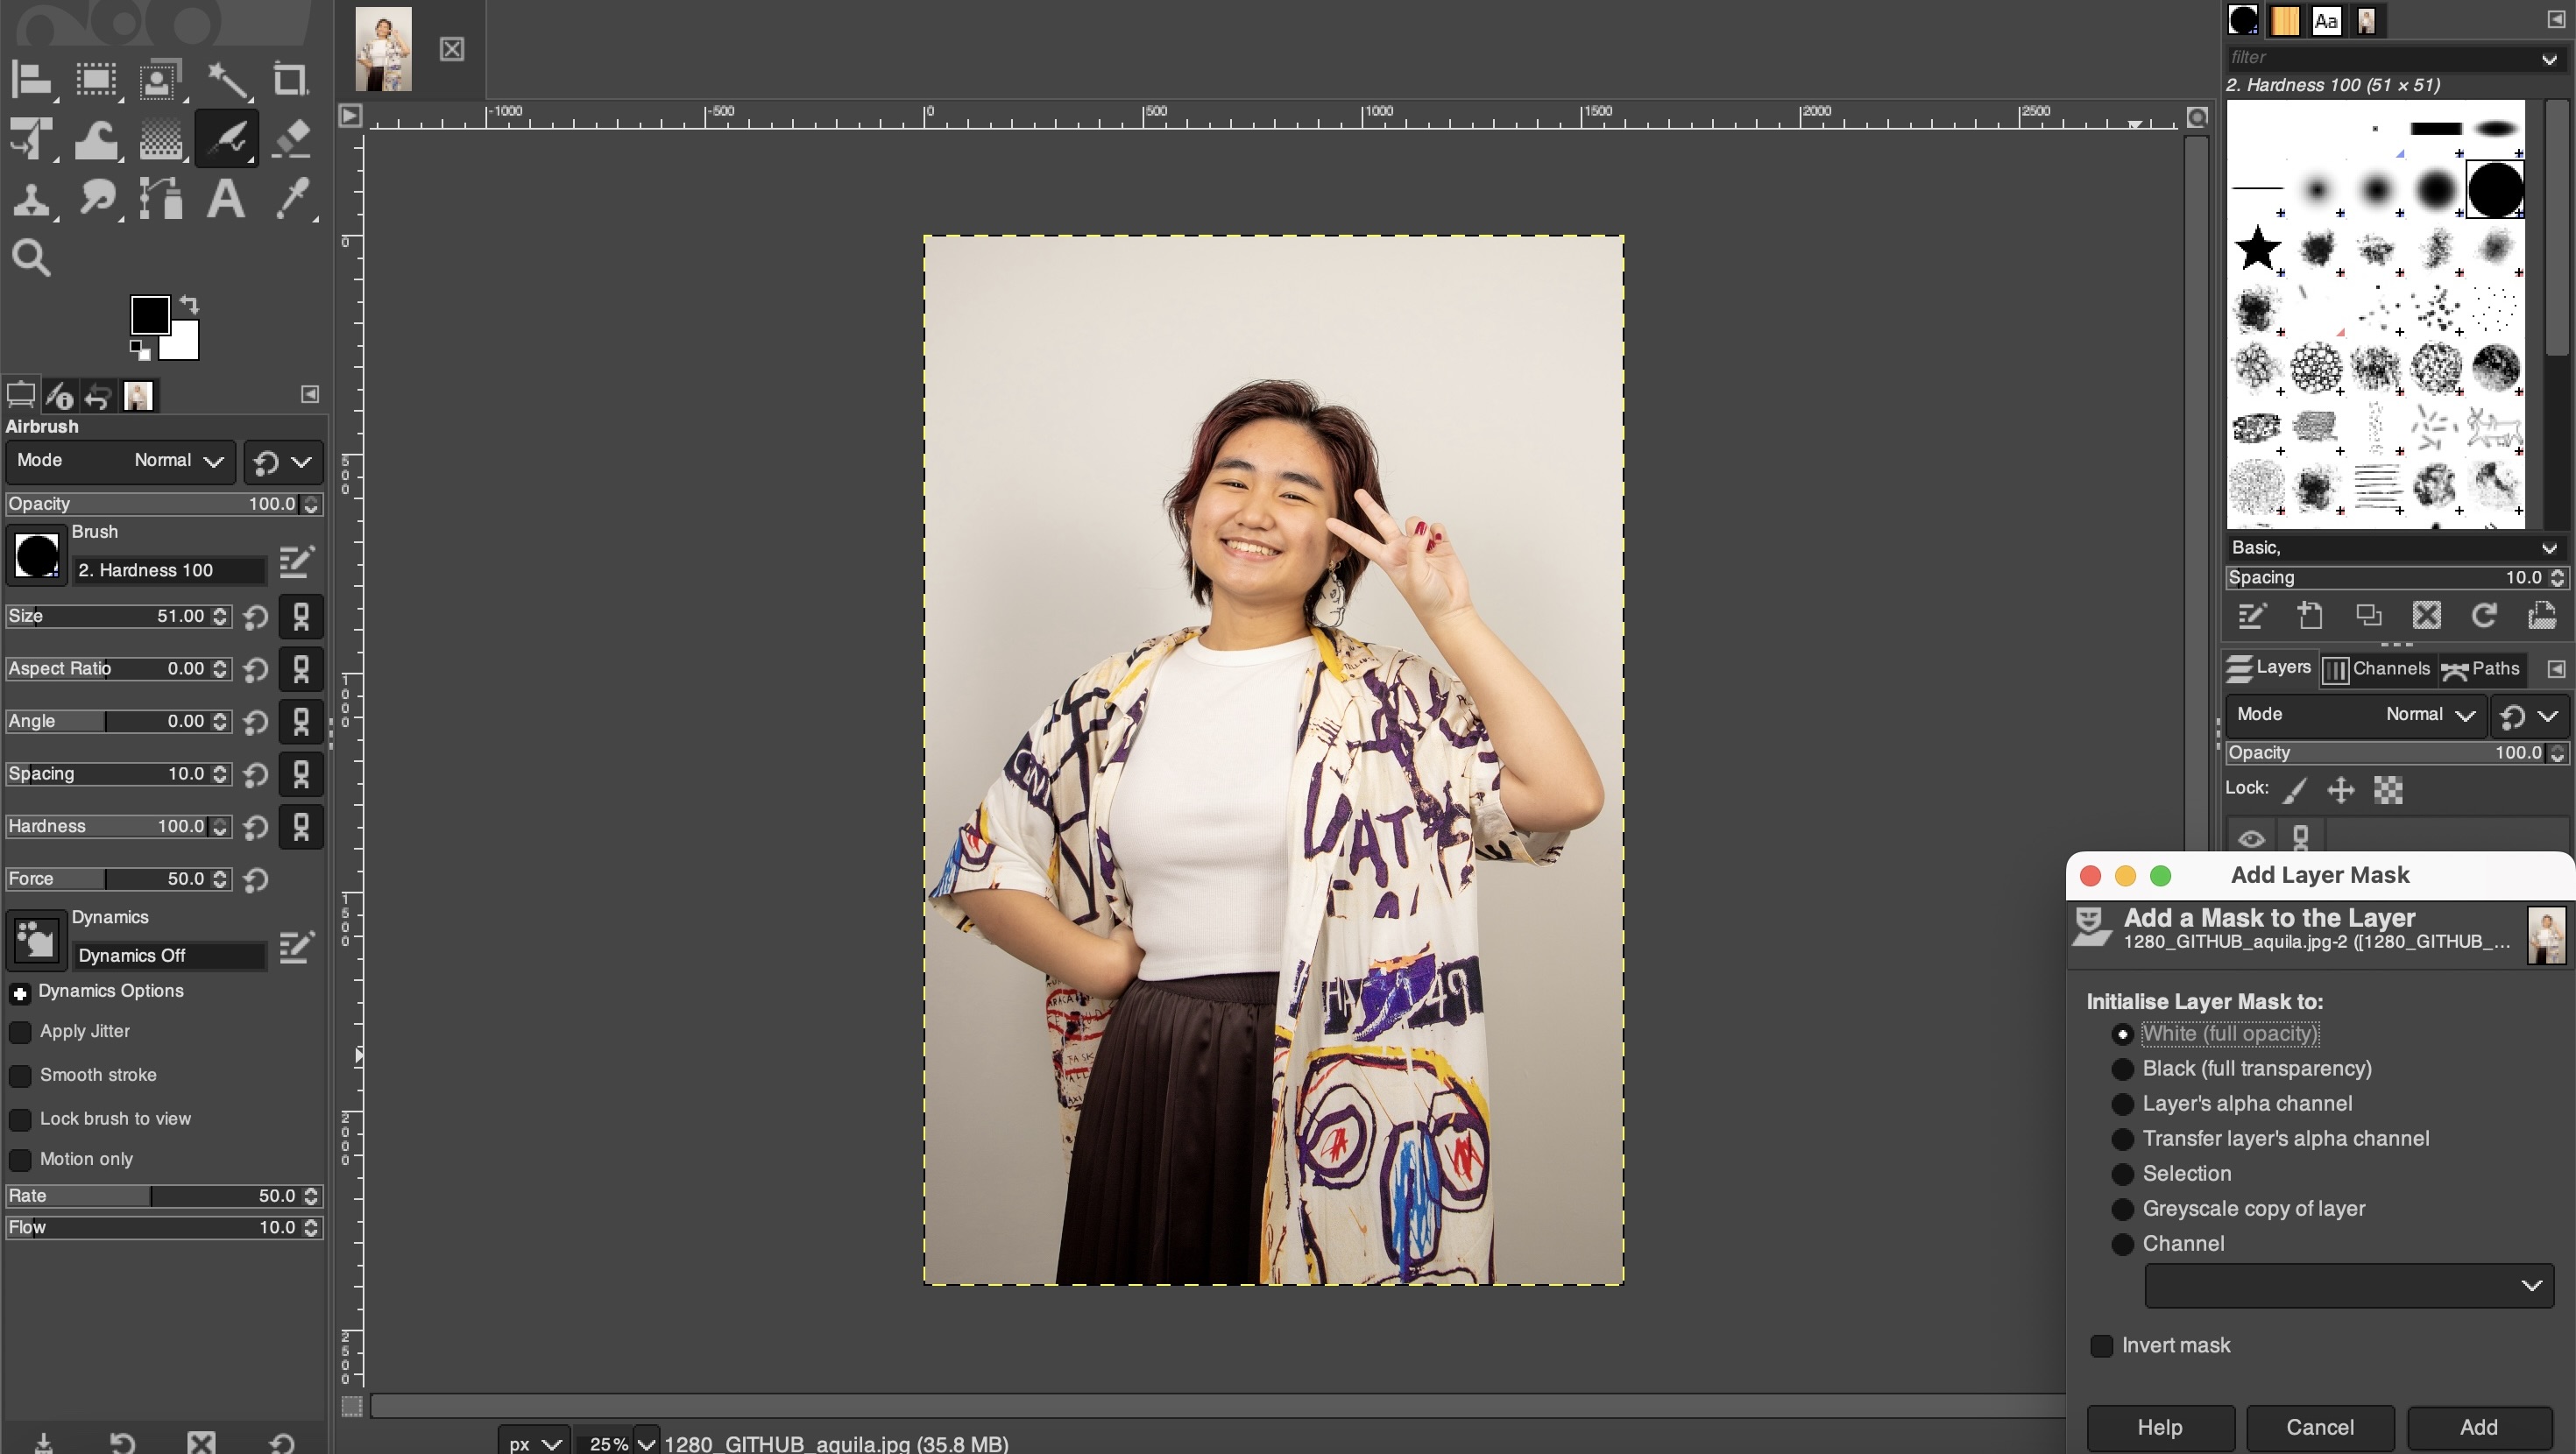 -1000
-500
0
500
1000
1500
2000
2500
0
500
1000
1500
2000
2500
Airbrush
Mode Normal
Opacity 100.0
Brush
2. Hardness 100
Size 51.00
Aspect Ratio 0.00
Angle 0.00
Spacing 10.0
Hardness 100.0
Force 50.0
Dynamics
Dynamics Off
Dynamics Options
Apply Jitter
Smooth stroke
Lock brush to view
Motion only
Rate 50.0
Flow 10.0
px 25% 1280_GITHUB_aquila.jpg (35.8 MB)
Aa
filter
2. Hardness 100 (51 × 51)
Basic,
Spacing 10.0
Layers Channels Paths
Mode Normal
Opacity 100.0
Lock:
Add Layer Mask
Add a Mask to the Layer
1280_GITHUB_aquila.jpg-2 ([1280_GITHUB_...
Initialise Layer Mask to:
White (full opacity)
Black (full transparency)
Layer's alpha channel
Transfer layer's alpha channel
Selection
Greyscale copy of layer
Channel
Invert mask
Help Cancel Add